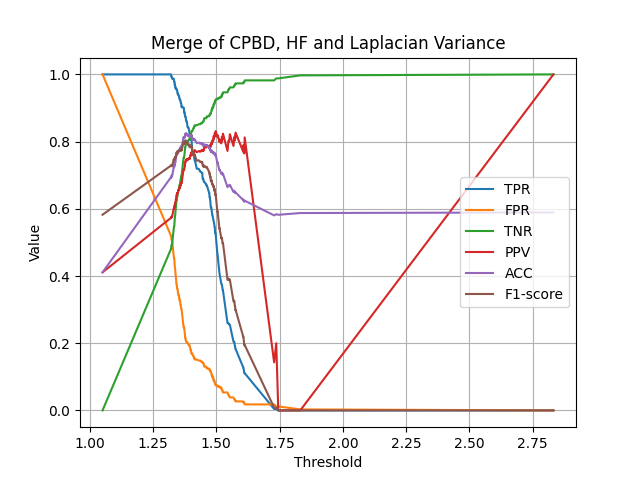 Merge of CPBD, HF and Laplacian Variance
1.0
0.8
0.6
0.4
0.2
0.0
Value
TPR
FPR
TNR
PPV
ACC
F1-score
1.00 1.25 1.50 1.75 2.00 2.25 2.50 2.75
Threshold